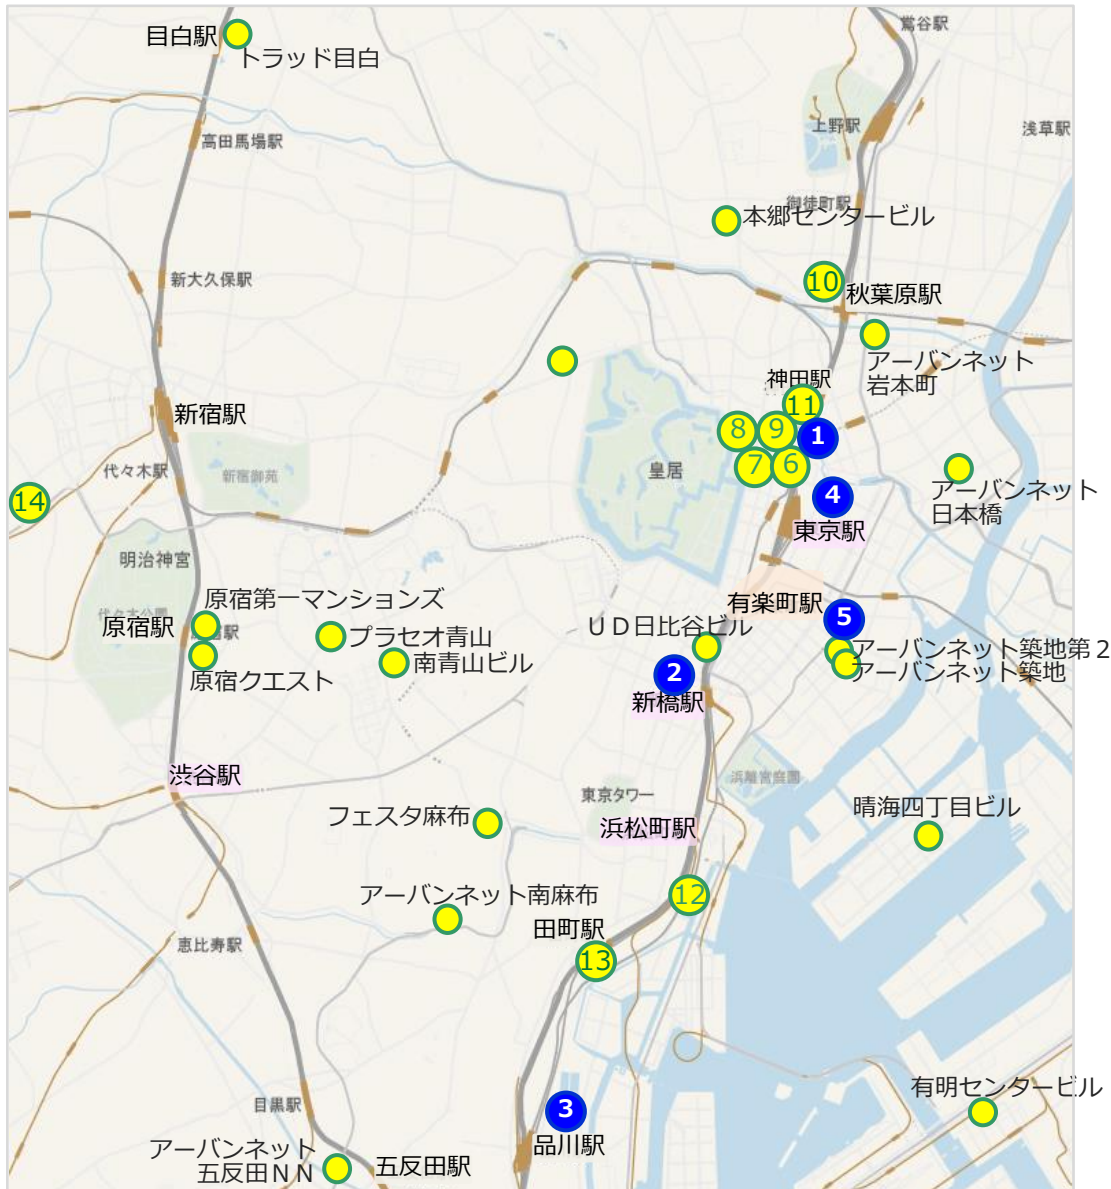 鶯谷駅
目白駅
トラッド目白
上野駅
浅草駅
高田馬場駅
御徒町駅
本郷センタービル
新大久保駅
10
秋葉原駅
アーバンネット
岩本町
神田駅
11
新宿駅
8
9
1
代々木駅
新宿御苑
皇居
7
6
アーバンネット
日本橋
14
4
東京駅
明治神宮
原宿第一マンションズ
代々木公園
有楽町駅
5
原宿駅
プラセオ青山
UD日比谷ビル
アーバンネット築地第2
南青山ビル
アーバンネット築地
原宿クエスト
2
新橋駅
渋谷駅
浜離宮庭園
東京タワー
晴海四丁目ビル
フェスタ麻布
浜松町駅
アーバンネット南麻布
12
田町駅
恵比寿駅
13
有明センタービル
目黒駅
3
品川駅
アーバンネット
五反田NN
五反田駅